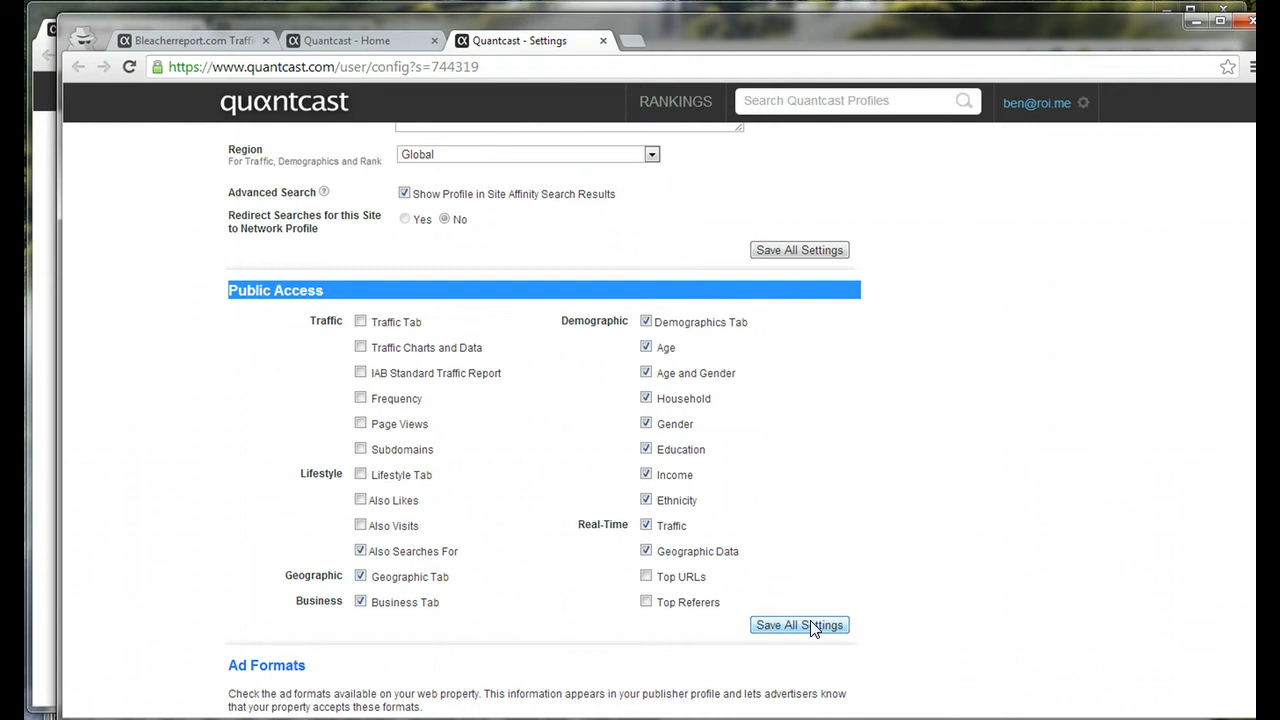 Bleacherreport.com Traffi
Quantcast - Home
Quantcast - Settings
https://www.quantcast.com/user/config?s=744319
quantcast
RANKINGS
Search Quantcast Profiles
ben@roi.me
Region
For Traffic, Demographics and Rank
Global
Advanced Search
Show Profile in Site Affinity Search Results
Redirect Searches for this Site
to Network Profile
Yes No
Save All Settings
Public Access
Traffic
Traffic Tab
Demographic
Demographics Tab
Traffic Charts and Data
Age
IAB Standard Traffic Report
Age and Gender
Frequency
Household
Page Views
Gender
Subdomains
Education
Lifestyle
Lifestyle Tab
Income
Also Likes
Ethnicity
Also Visits
Real-Time
Traffic
Also Searches For
Geographic Data
Geographic
Geographic Tab
Top URLs
Business
Business Tab
Top Referers
Save All Settings
Ad Formats
Check the ad formats available on your web property. This information appears in your publisher profile and lets advertisers know
that your property accepts these formats.